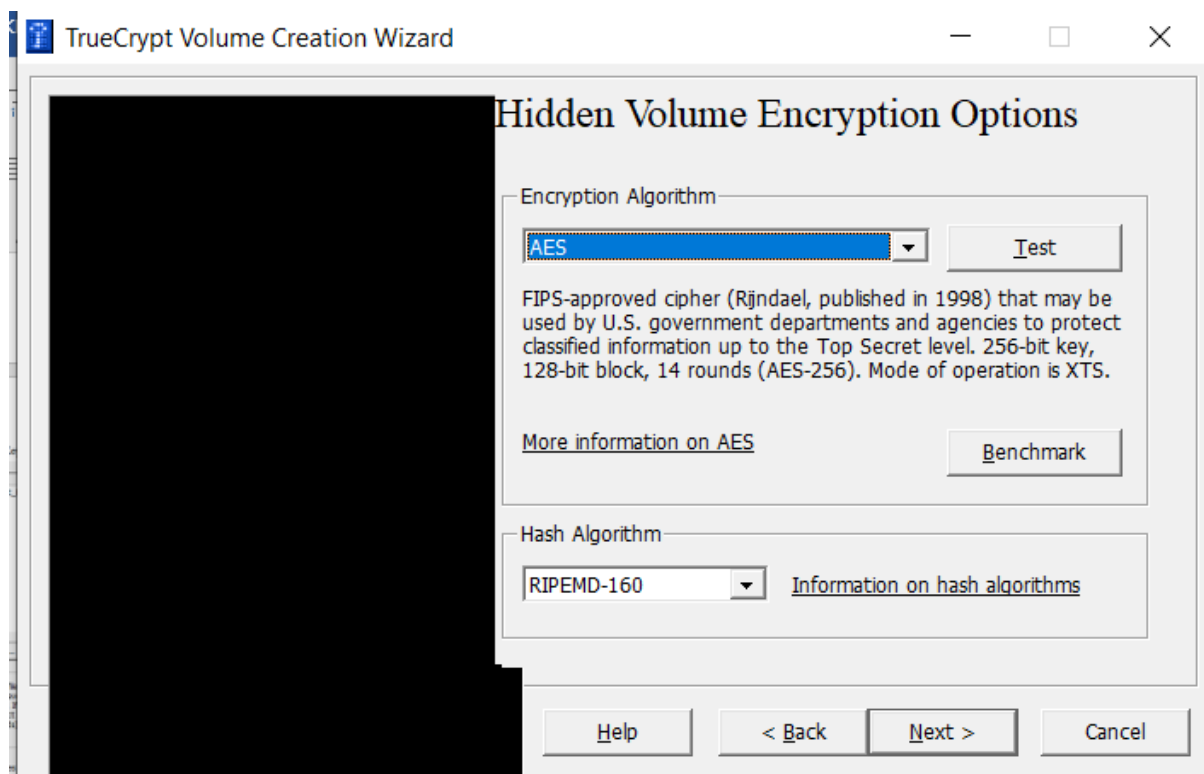 TrueCrypt Volume Creation Wizard
Hidden Volume Encryption Options
Encryption Algorithm
AES
Test
FIPS-approved cipher (Rijndael, published in 1998) that may be
used by U.S. government departments and agencies to protect
classified information up to the Top Secret level. 256-bit key,
128-bit block, 14 rounds (AES-256). Mode of operation is XTS.
More information on AES
Benchmark
Hash Algorithm
RIPEMD-160
Information on hash algorithms
Help
< Back
Next >
Cancel